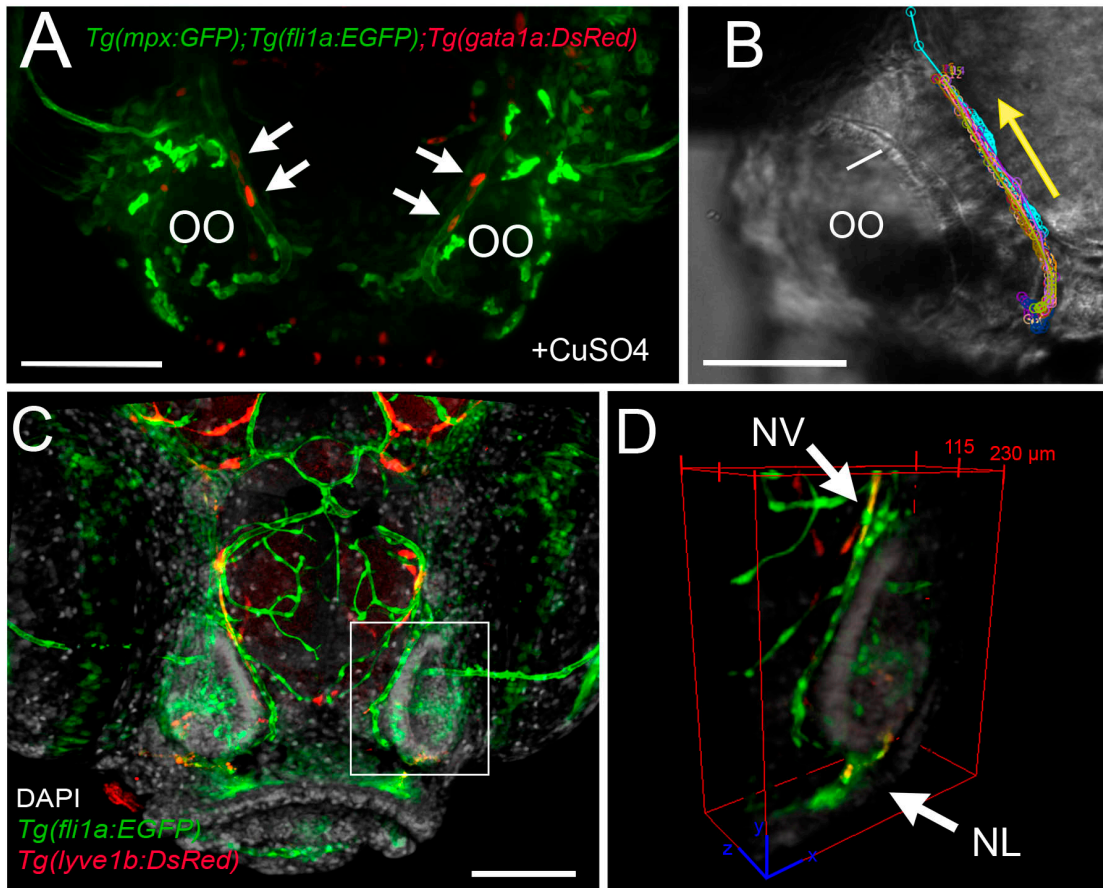 A
Tg(mpx:GFP);Tg(fli1a:EGFP);Tg(gata1a:DsRed)
OO
OO
+CuSO4
B
OO
C
DAPI
Tg(fli1a:EGFP)
Tg(lyve1b:DsRed)
D
NV
115
230 µm
y
z
x
NL